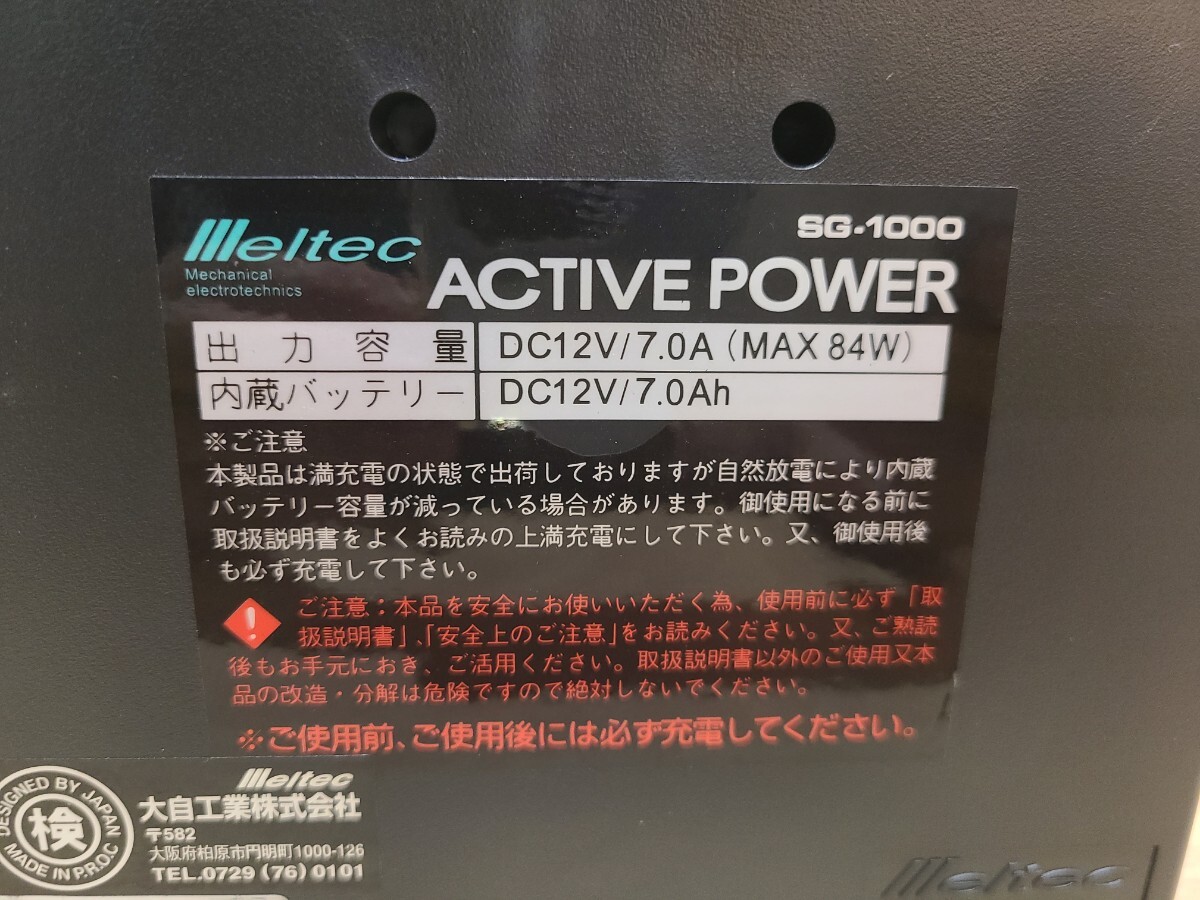 Meltec
Mechanical
electrotechnics
SG-1000
ACTIVE POWER
出力容量 DC12V/7.0A (MAX 84W)
内蔵バッテリー DC12V/7.0Ah
※ご注意
本製品は満充電の状態で出荷しておりますが自然放電により内蔵
バッテリー容量が減っている場合があります。御使用になる前に
取扱説明書をよくお読みの上満充電にして下さい。又、御使用後
も必ず充電して下さい。
ご注意：本品を安全にお使いいただく為、使用前に必ず「取
扱説明書」、「安全上のご注意」をお読みください。又、ご熟読
後もお手元におき、ご活用ください。取扱説明書以外のご使用又本
品の改造・分解は危険ですので絶対しないでください。
※ご使用前、ご使用後には必ず充電してください。
DESIGNED BY JAPAN
検
MADE IN P.R.O.C
Meltec
大自工業株式会社
〒582
大阪府柏原市円明町1000-126
TEL.0729 (76) 0101
Meltec